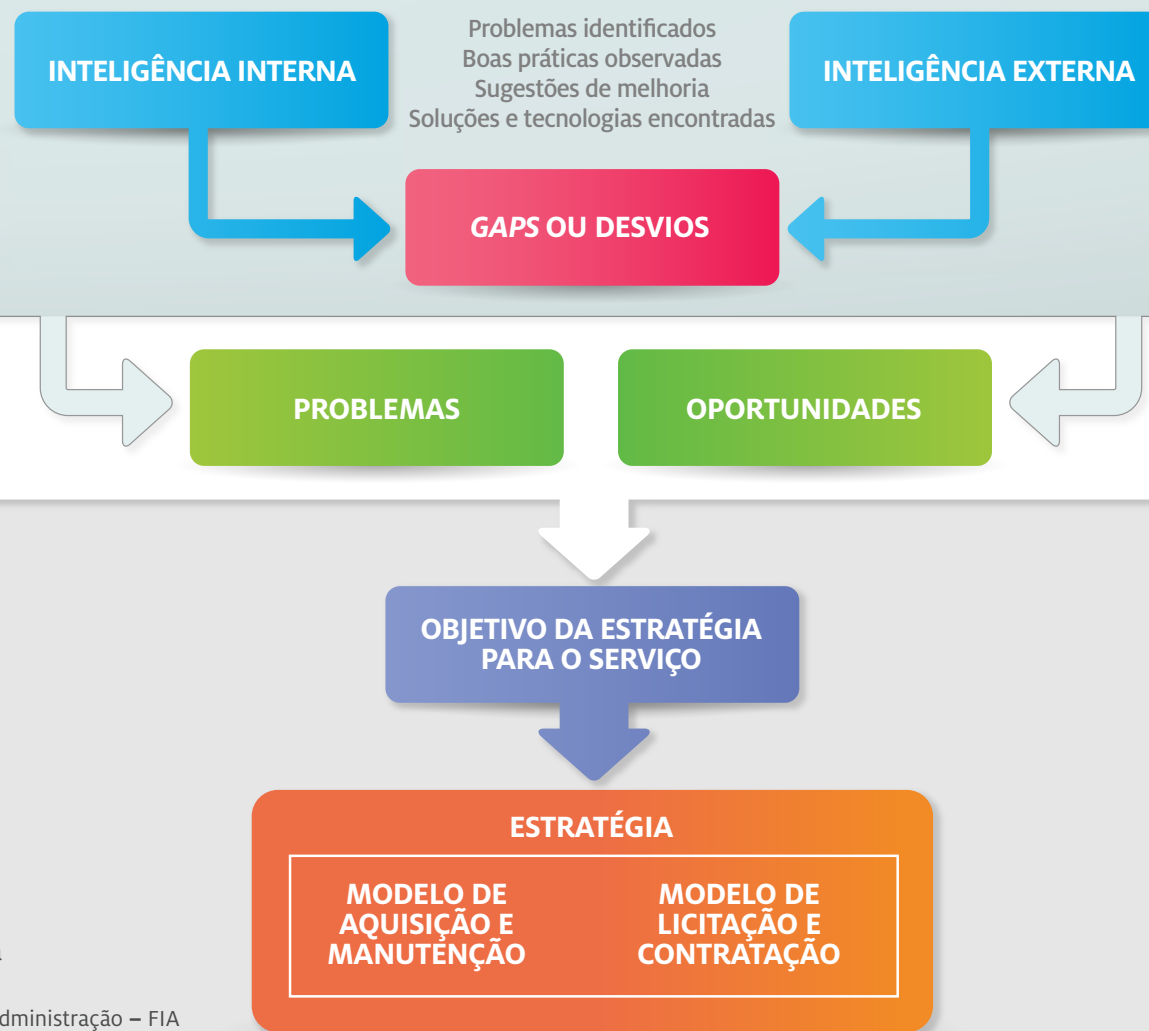 INTELIGÊNCIA INTERNA
Problemas identificados
Boas práticas observadas
Sugestões de melhoria
Soluções e tecnologias encontradas
INTELIGÊNCIA EXTERNA
GAPS OU DESVIOS
PROBLEMAS
OPORTUNIDADES
OBJETIVO DA ESTRATÉGIA
PARA O SERVIÇO
ESTRATÉGIA
MODELO DE
AQUISIÇÃO E
MANUTENÇÃO
MODELO DE
LICITAÇÃO E
CONTRATAÇÃO
dministração – FIA